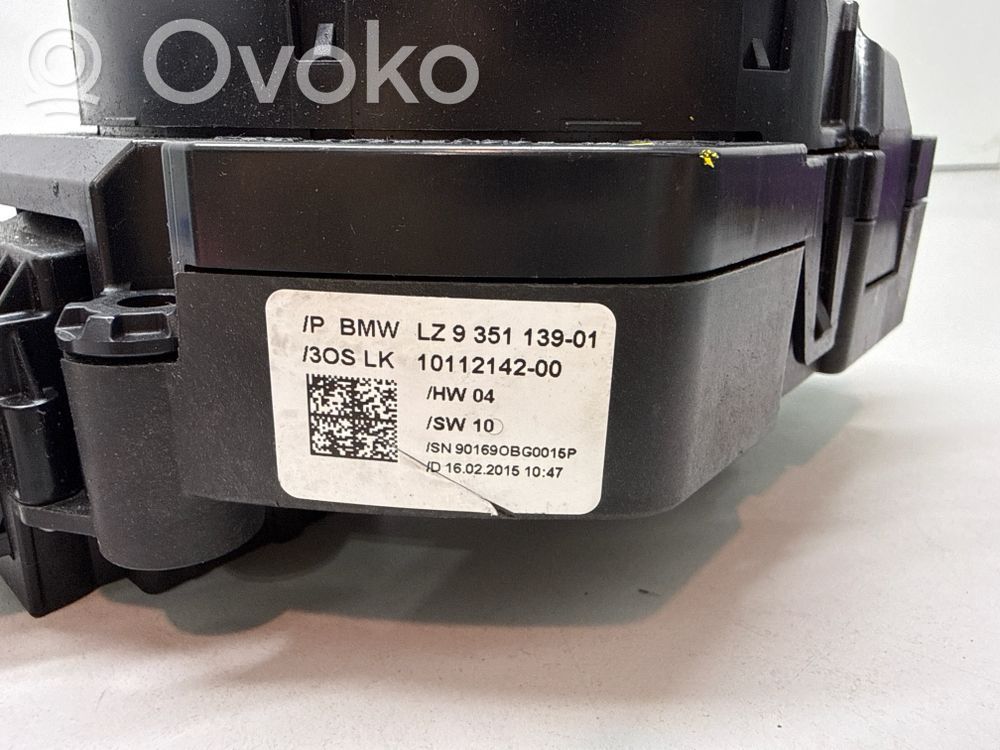 Ovoko
/P BMW LZ 9 351 139-01
/3OS LK 10112142-00
/HW 04
/SW 10
/SN 90169OBG0015P
/D 16.02.2015 10:47